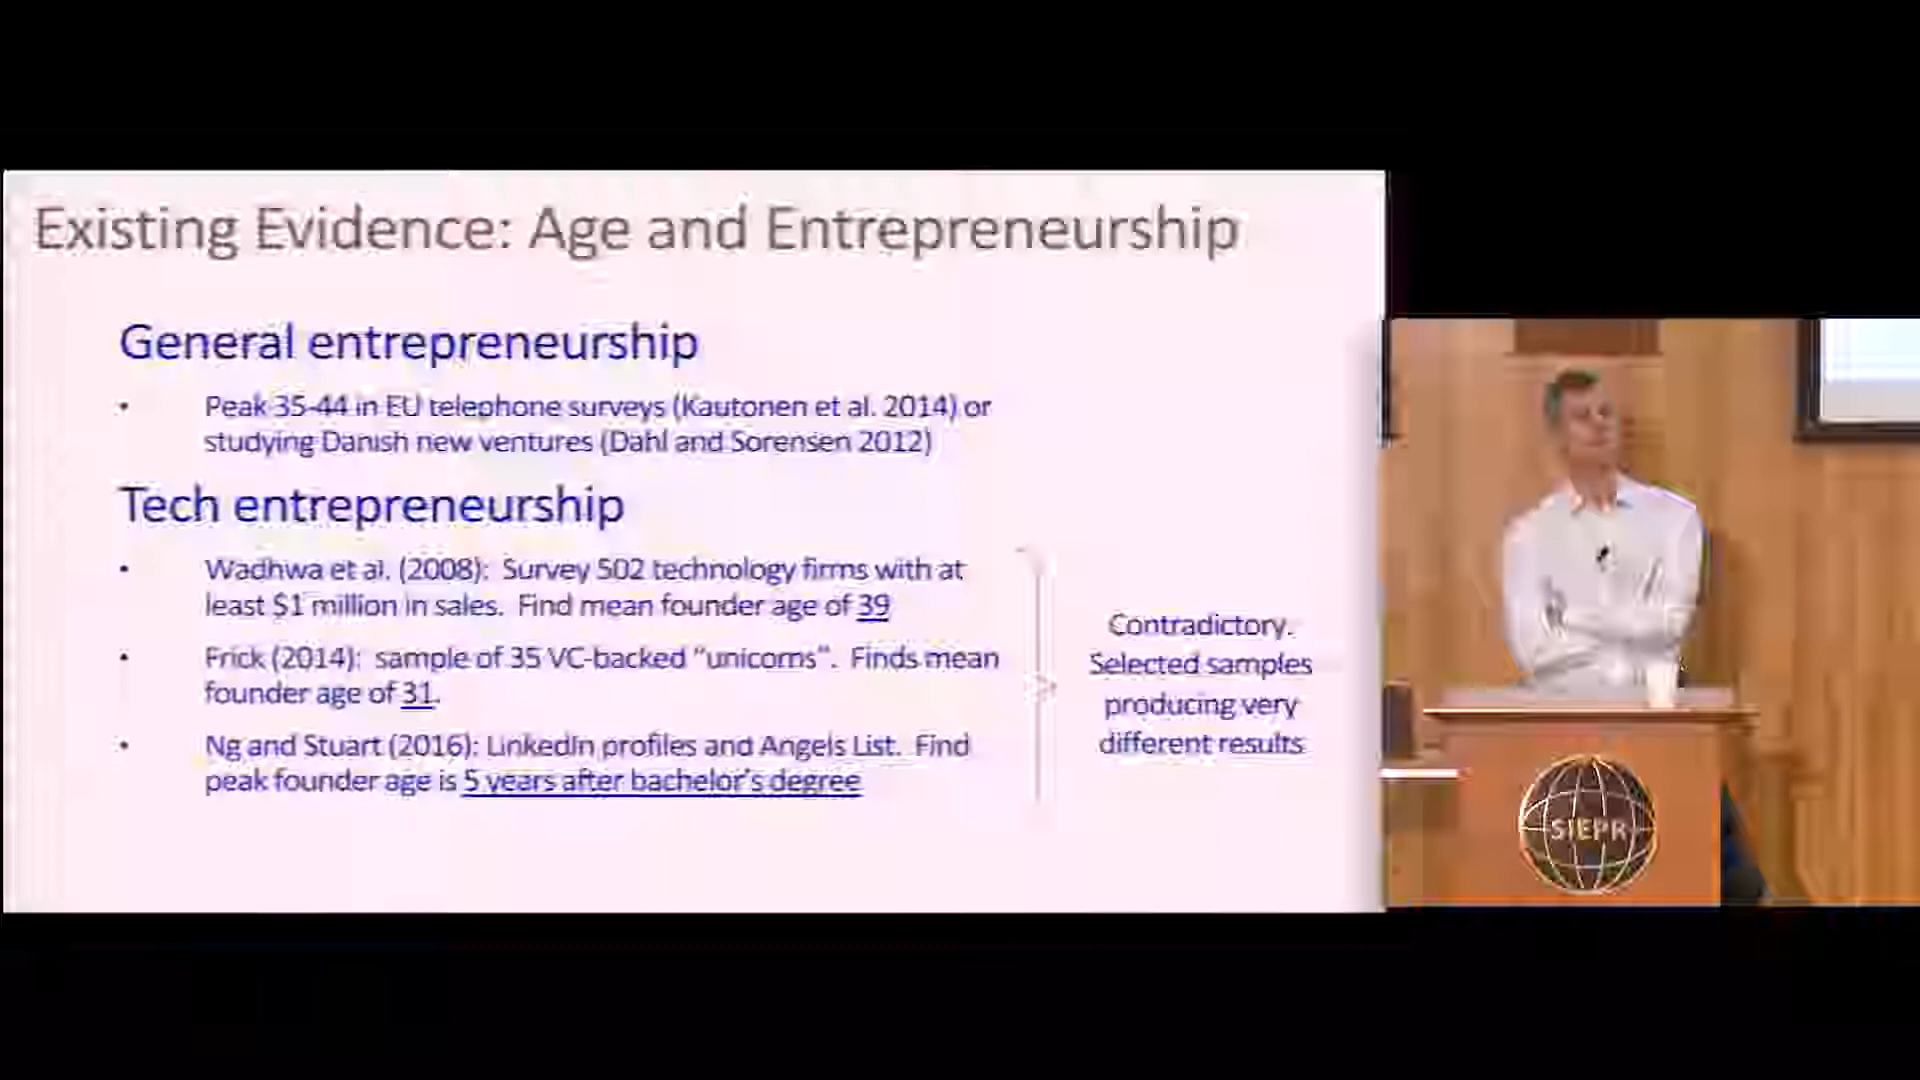 Existing Evidence: Age and Entrepreneurship
General entrepreneurship
• Peak 35-44 in EU telephone surveys (Kautonen et al. 2014) or
studying Danish new ventures (Dahl and Sorensen 2012)
Tech entrepreneurship
• Wadhwa et al. (2008): Survey 502 technology firms with at
least $1 million in sales. Find mean founder age of 39
• Frick (2014): sample of 35 VC-backed "unicorns". Finds mean
founder age of 31.
• Ng and Stuart (2016): LinkedIn profiles and Angels List. Find
peak founder age is 5 years after bachelor's degree
Contradictory.
Selected samples
producing very
different results
SIEPR